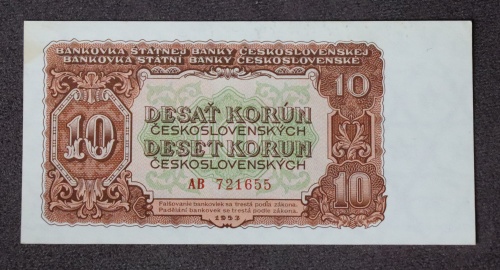 BANKOVKA ŠTÁTNEJ BANKY ČESKOSLOVENSKEJ
BANKOVKA STÁTNÍ BANKY ČESKOSLOVENSKÉ
10
10
DESAŤ KORÚN
ČESKOSLOVENSKÝCH
DESET KORUN
ČESKOSLOVENSKÝCH
AB 721655
10
Falšovanie bankoviek sa trestá podľa zákona.
Padělání bankovek se trestá podle zákona.
1953